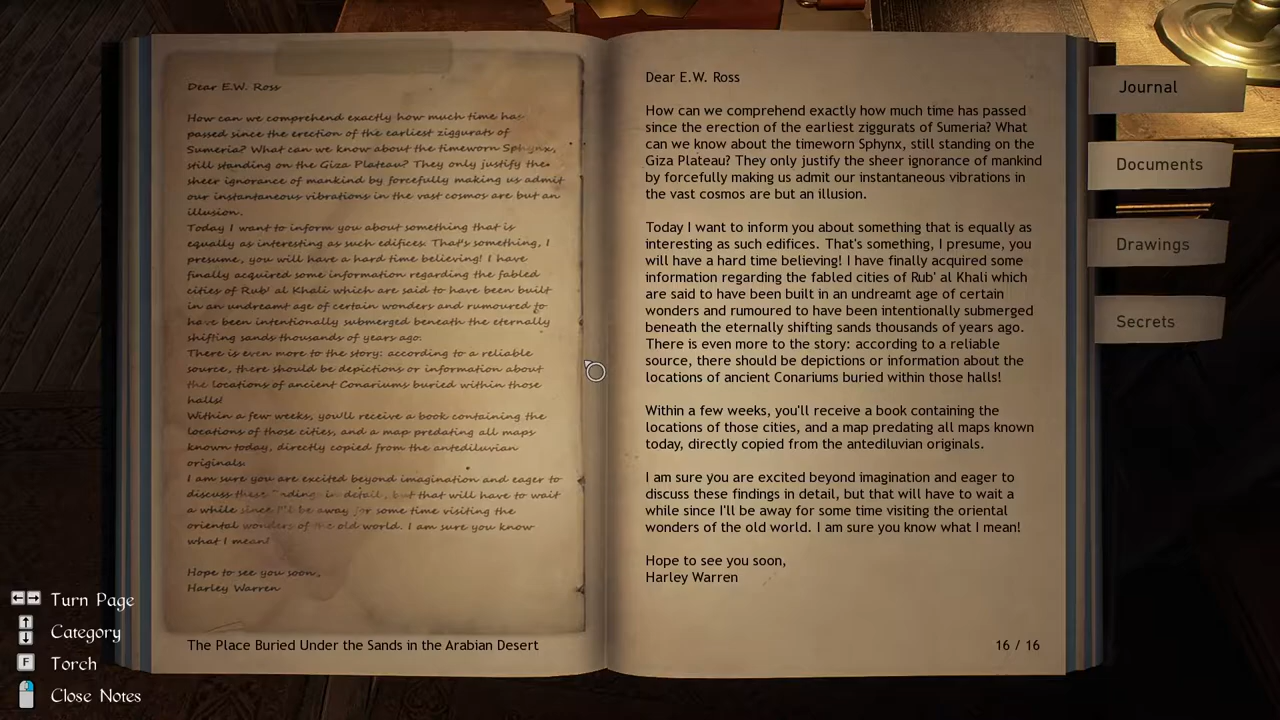 Dear E.W. Ross
How can we comprehend exactly how much time has
passed since the erection of the earliest ziggurats of
Sumeria? What can we know about the timeworn Sphynx,
still standing on the Giza Plateau? They only justify the
sheer ignorance of mankind by forcefully making us admit
our instantaneous vibrations in the vast cosmos are but an
illusion.
Today I want to inform you about something that is
equally as interesting as such edifices. That's something, I
presume, you will have a hard time believing! I have
finally acquired some information regarding the fabled
cities of Rub' al Khali which are said to have been built
in an undreamt age of certain wonders and rumoured to
have been intentionally submerged beneath the eternally
shifting sands thousands of years ago.
There is even more to the story: according to a reliable
source, there should be depictions or information about
the locations of ancient Conariums buried within those
halls!
Within a few weeks, you'll receive a book containing the
locations of those cities, and a map predating all maps
known today, directly copied from the antediluvian
originals.
I am sure you are excited beyond imagination and eager to
discuss these findings in detail, but that will have to wait
a while since I'll be away for some time visiting the
oriental wonders of the old world. I am sure you know
what I mean!
Hope to see you soon,
Harley Warren
The Place Buried Under the Sands in the Arabian Desert
Dear E.W. Ross
How can we comprehend exactly how much time has passed
since the erection of the earliest ziggurats of Sumeria? What
can we know about the timeworn Sphynx, still standing on the
Giza Plateau? They only justify the sheer ignorance of mankind
by forcefully making us admit our instantaneous vibrations in
the vast cosmos are but an illusion.
Today I want to inform you about something that is equally as
interesting as such edifices. That's something, I presume, you
will have a hard time believing! I have finally acquired some
information regarding the fabled cities of Rub' al Khali which
are said to have been built in an undreamt age of certain
wonders and rumoured to have been intentionally submerged
beneath the eternally shifting sands thousands of years ago.
There is even more to the story: according to a reliable
source, there should be depictions or information about the
locations of ancient Conariums buried within those halls!
Within a few weeks, you'll receive a book containing the
locations of those cities, and a map predating all maps known
today, directly copied from the antediluvian originals.
I am sure you are excited beyond imagination and eager to
discuss these findings in detail, but that will have to wait a
while since I'll be away for some time visiting the oriental
wonders of the old world. I am sure you know what I mean!
Hope to see you soon,
Harley Warren
16 / 16
Journal
Documents
Drawings
Secrets
Turn Page
Category
F Torch
Close Notes